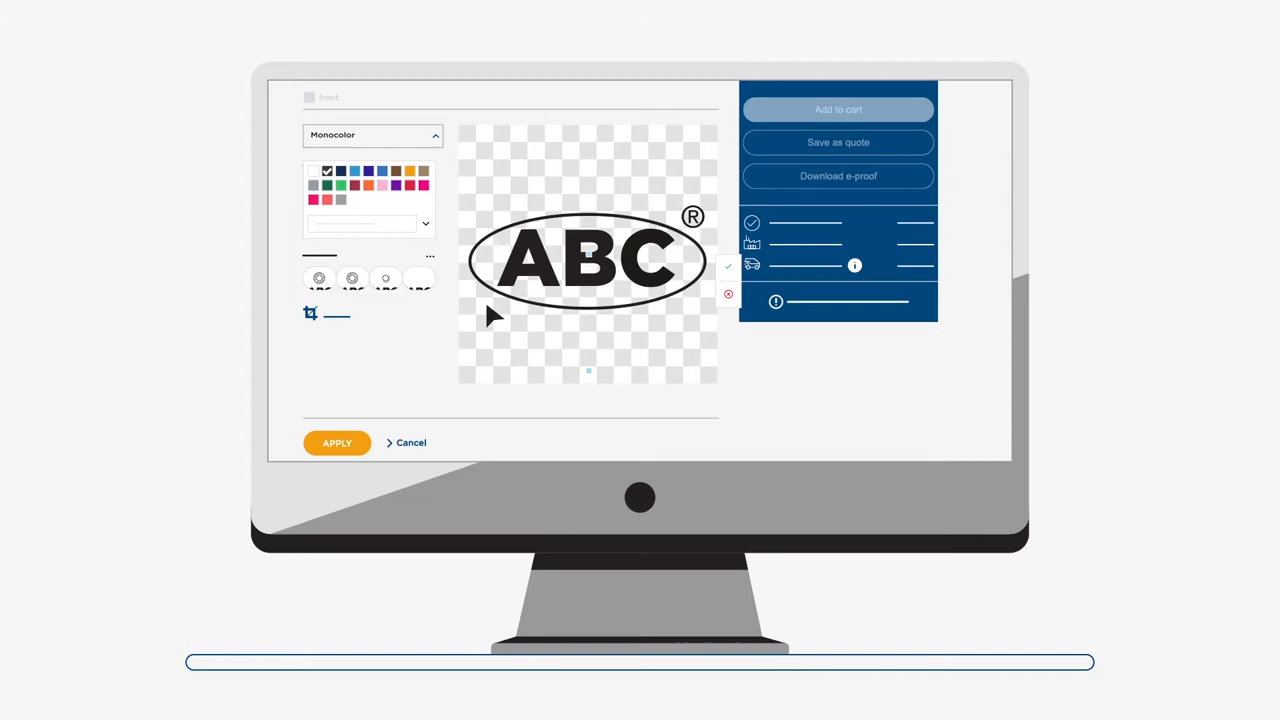 front
Monocolor
ABC
®
Add to cart
Save as quote
Download e-proof
APPLY
Cancel